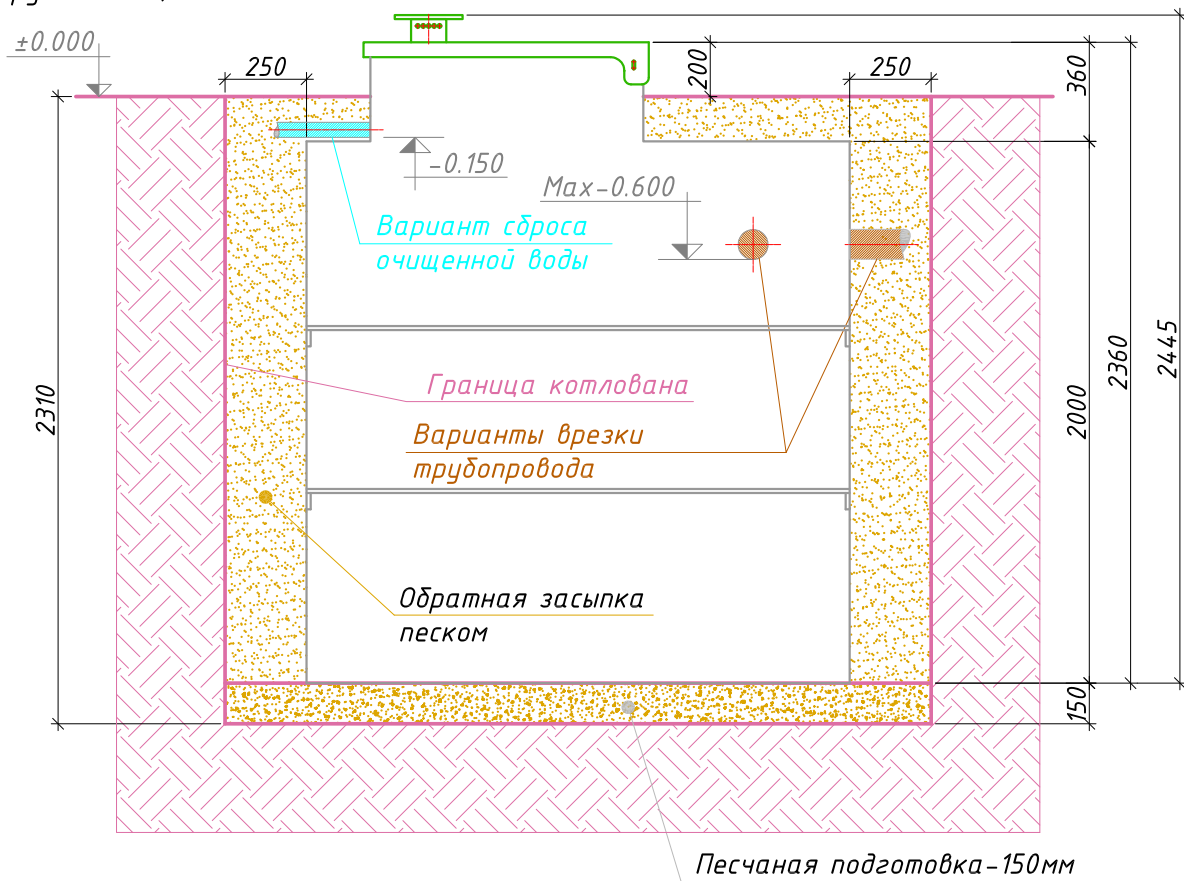 ±0.000
250
200
250
360
-0.150
Max-0.600
Вариант сброса
очищенной воды
2310
Граница котлована
Варианты врезки
трубопровода
2000
2360
2445
Обратная засыпка
песком
150
Песчаная подготовка-150мм